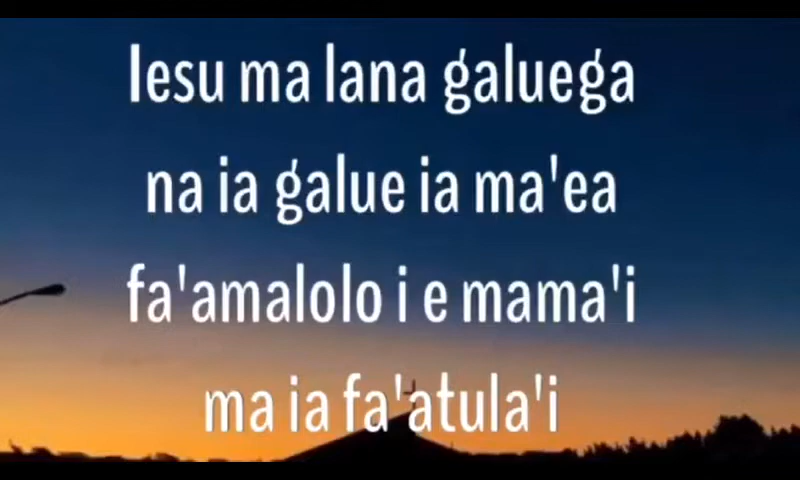 Iesu ma lana galuega
na ia galue ia ma'ea
fa'amalolo i e mama'i
ma ia fa'atula'i